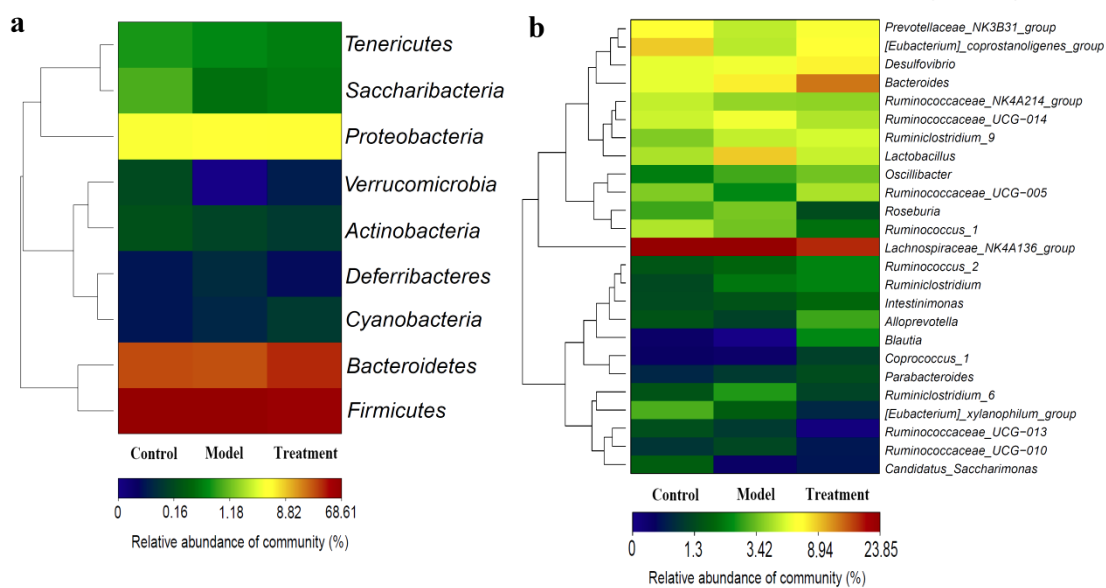 a
Tenericutes
Saccharibacteria
Proteobacteria
Verrucomicrobia
Actinobacteria
Deferribacteres
Cyanobacteria
Bacteroidetes
Firmicutes
Control Model Treatment
0 0.16 1.18 8.82 68.61
Relative abundance of community (%)
b
Prevotellaceae_NK3B31_group
[Eubacterium]_coprostanoligenes_group
Desulfovibrio
Bacteroides
Ruminococcaceae_NK4A214_group
Ruminococcaceae_UCG-014
Ruminiclostridium_9
Lactobacillus
Oscillibacter
Ruminococcaceae_UCG-005
Roseburia
Ruminococcus_1
Lachnospiraceae_NK4A136_group
Ruminococcus_2
Ruminiclostridium
Intestinimonas
Alloprevotella
Blautia
Coprococcus_1
Parabacteroides
Ruminiclostridium_6
[Eubacterium]_xylanophilum_group
Ruminococcaceae_UCG-013
Ruminococcaceae_UCG-010
Candidatus_Saccharimonas
Control Model Treatment
0 1.3 3.42 8.94 23.85
Relative abundance of community (%)